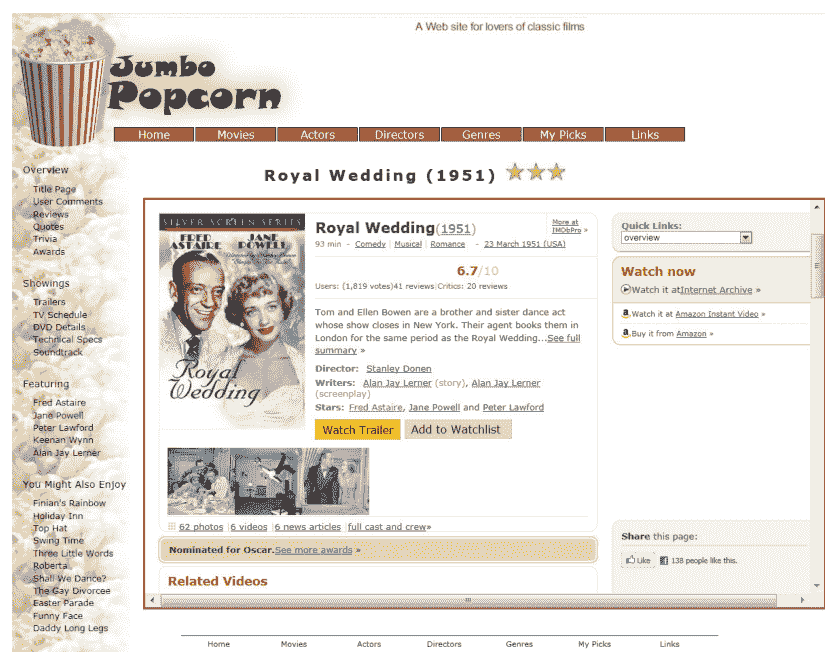 A Web site for lovers of classic films
Jumbo
Popcorn
Home Movies Actors Directors Genres My Picks Links
Royal Wedding (1951)
Overview
Title Page
User Comments
Reviews
Quotes
Trivia
Awards
Showings
Trailers
TV Schedule
DVD Details
Technical Specs
Soundtrack
Featuring
Fred Astaire
Jane Powell
Peter Lawford
Keenan Wynn
Alan Jay Lerner
You Might Also Enjoy
Finian's Rainbow
Holiday Inn
Top Hat
Swing Time
Three Little Words
Roberta
Shall We Dance?
The Gay Divorcee
Easter Parade
Funny Face
Daddy Long Legs
SILVER SCREEN SERIES
FRED ASTAIRE JANE POWELL
Royal
Wedding
Royal Wedding(1951)
More at
IMDbPro »
93 min - Comedy | Musical | Romance - 23 March 1951 (USA)
6.7/10
Users: (1,819 votes)41 reviews|Critics: 20 reviews
Tom and Ellen Bowen are a brother and sister dance act
whose show closes in New York. Their agent books them in
London for the same period as the Royal Wedding...See full
summary »
Director: Stanley Donen
Writers: Alan Jay Lerner (story), Alan Jay Lerner
(screenplay)
Stars: Fred Astaire, Jane Powell and Peter Lawford
Watch Trailer Add to Watchlist
62 photos |6 videos |6 news articles |full cast and crew»
Nominated for Oscar.See more awards »
Related Videos
Quick Links:
overview
Watch now
Watch it atInternet Archive »
Watch it at Amazon Instant Video »
Buy it from Amazon »
Share this page:
Like 138 people like this.
Home Movies Actors Directors Genres My Picks Links